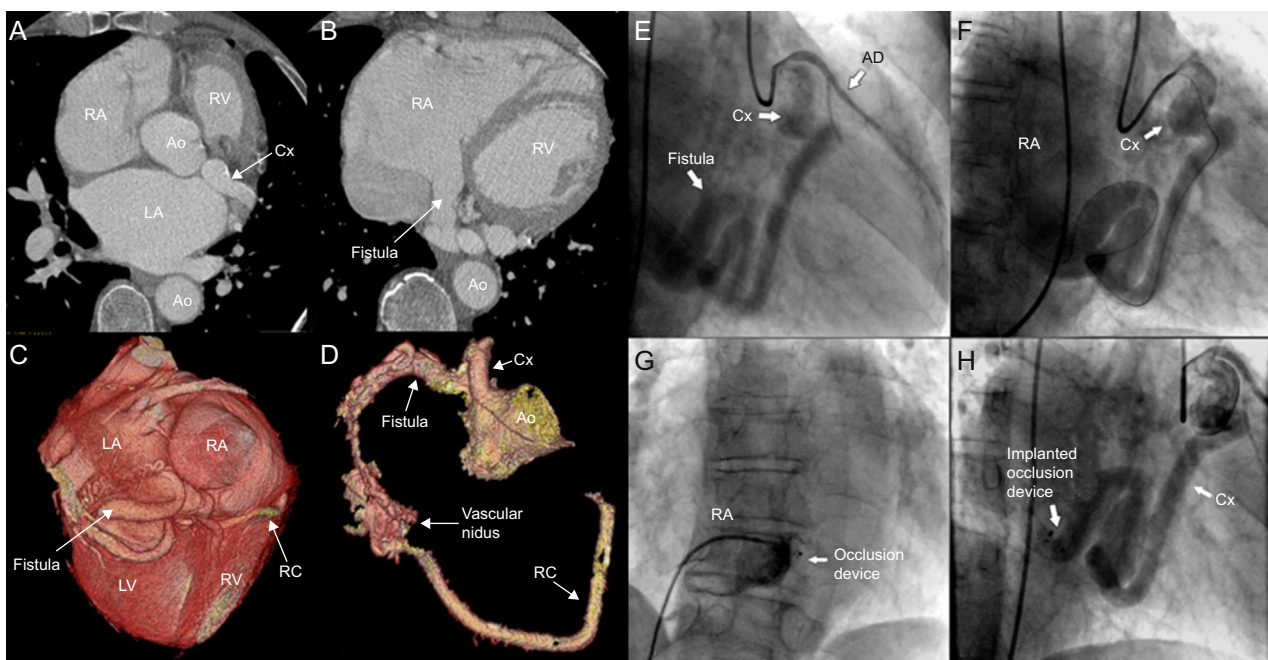 A
RA
RV
Ao
Cx
LA
Ao
B
RA
RV
Fistula
Ao
C
LA
RA
Fistula
LV
RV
RC
D
Cx
Fistula
Ao
Vascular
nidus
RC
E
AD
Cx
Fistula
F
RA
Cx
G
RA
Occlusion
device
H
Implanted
occlusion
device
Cx